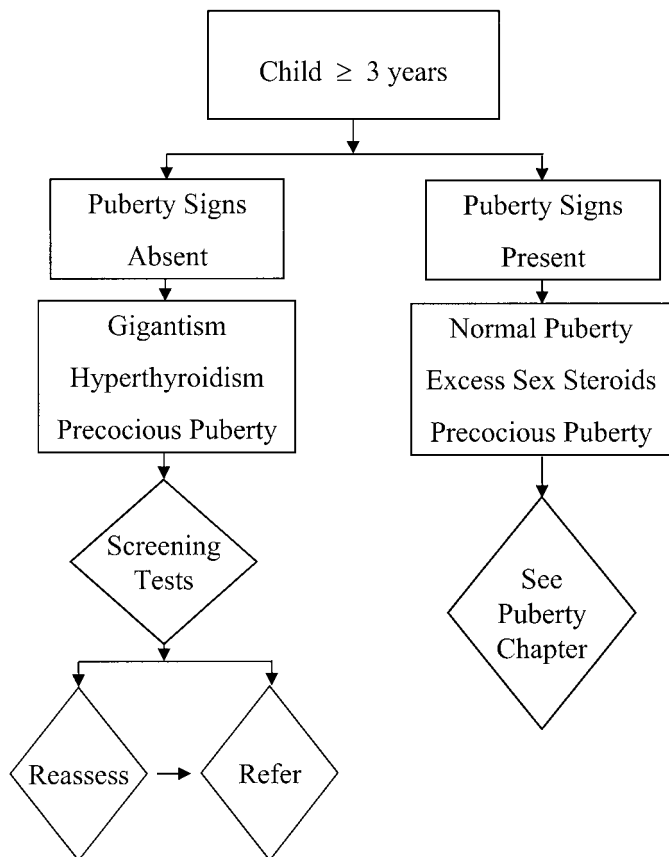 Child ≥ 3 years
Puberty Signs
Absent
Puberty Signs
Present
Gigantism
Hyperthyroidism
Precocious Puberty
Normal Puberty
Excess Sex Steroids
Precocious Puberty
Screening
Tests
See
Puberty
Chapter
Reassess
Refer